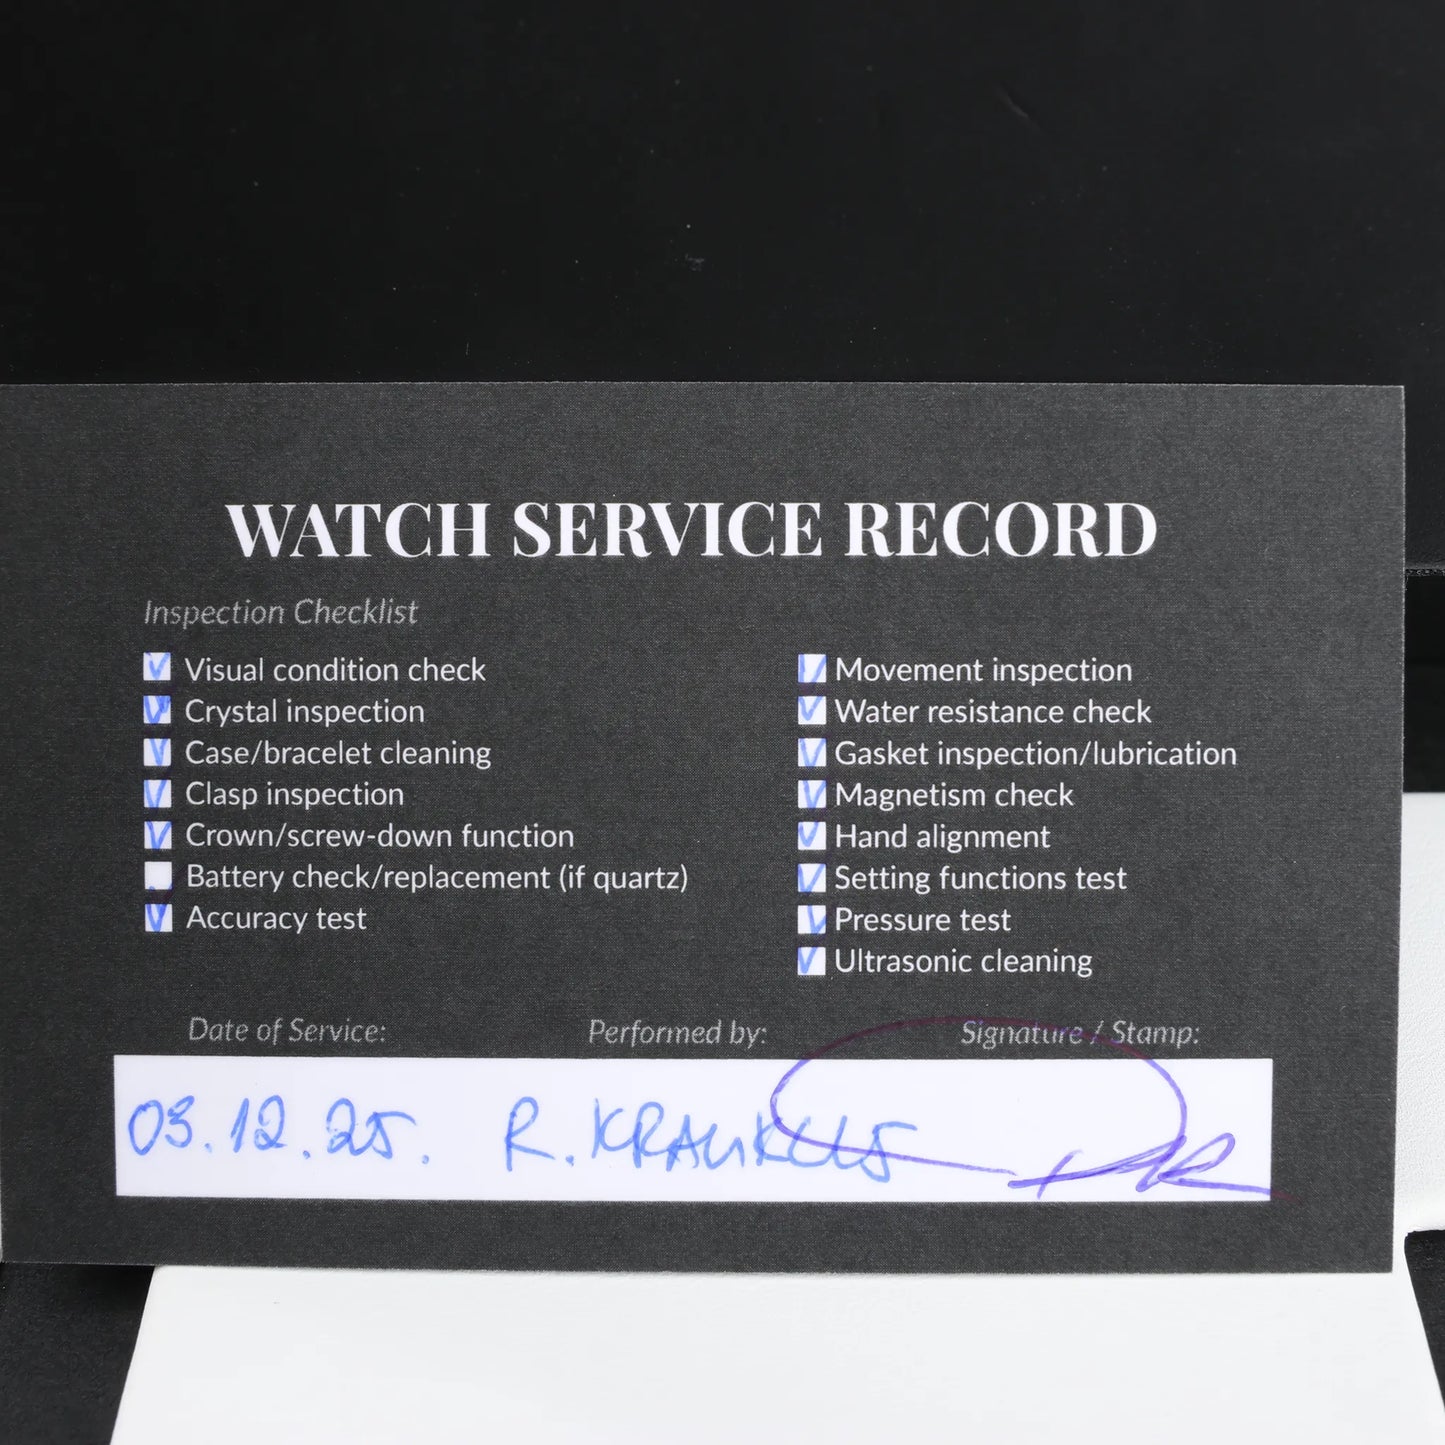 WATCH SERVICE RECORD
Inspection Checklist
Visual condition check
Crystal inspection
Case/bracelet cleaning
Clasp inspection
Crown/screw-down function
Battery check/replacement (if quartz)
Accuracy test
Movement inspection
Water resistance check
Gasket inspection/lubrication
Magnetism check
Hand alignment
Setting functions test
Pressure test
Ultrasonic cleaning
Date of Service: Performed by: Signature / Stamp:
03.12.25. R. KRAUKLIS